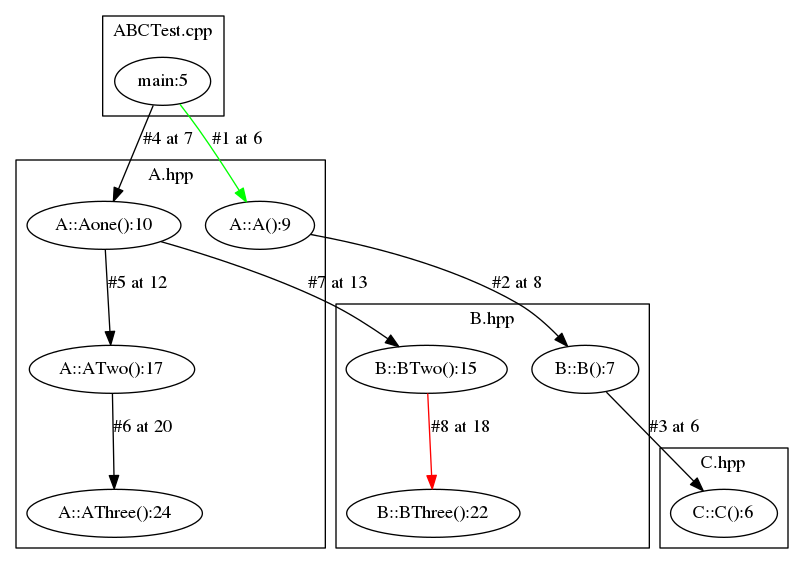 ABCTest.cpp
main:5
#4 at 7
#1 at 6
A.hpp
A::Aone():10
A::A():9
#5 at 12
#7 at 13
#2 at 8
B.hpp
A::ATwo():17
B::BTwo():15
B::B():7
#6 at 20
#8 at 18
#3 at 6
C.hpp
A::AThree():24
B::BThree():22
C::C():6